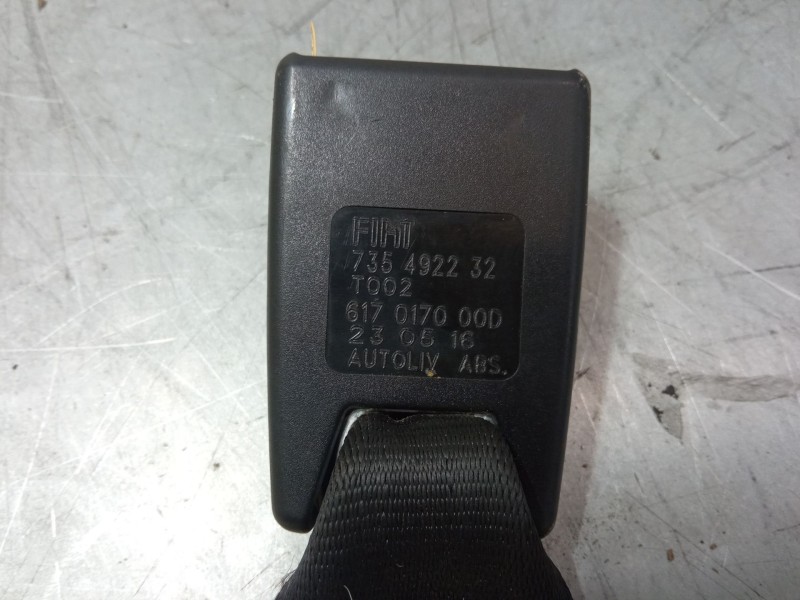 FIAT
735 4922 32
T002
617 0170 00D
23 05 16
AUTOLIV ABS.